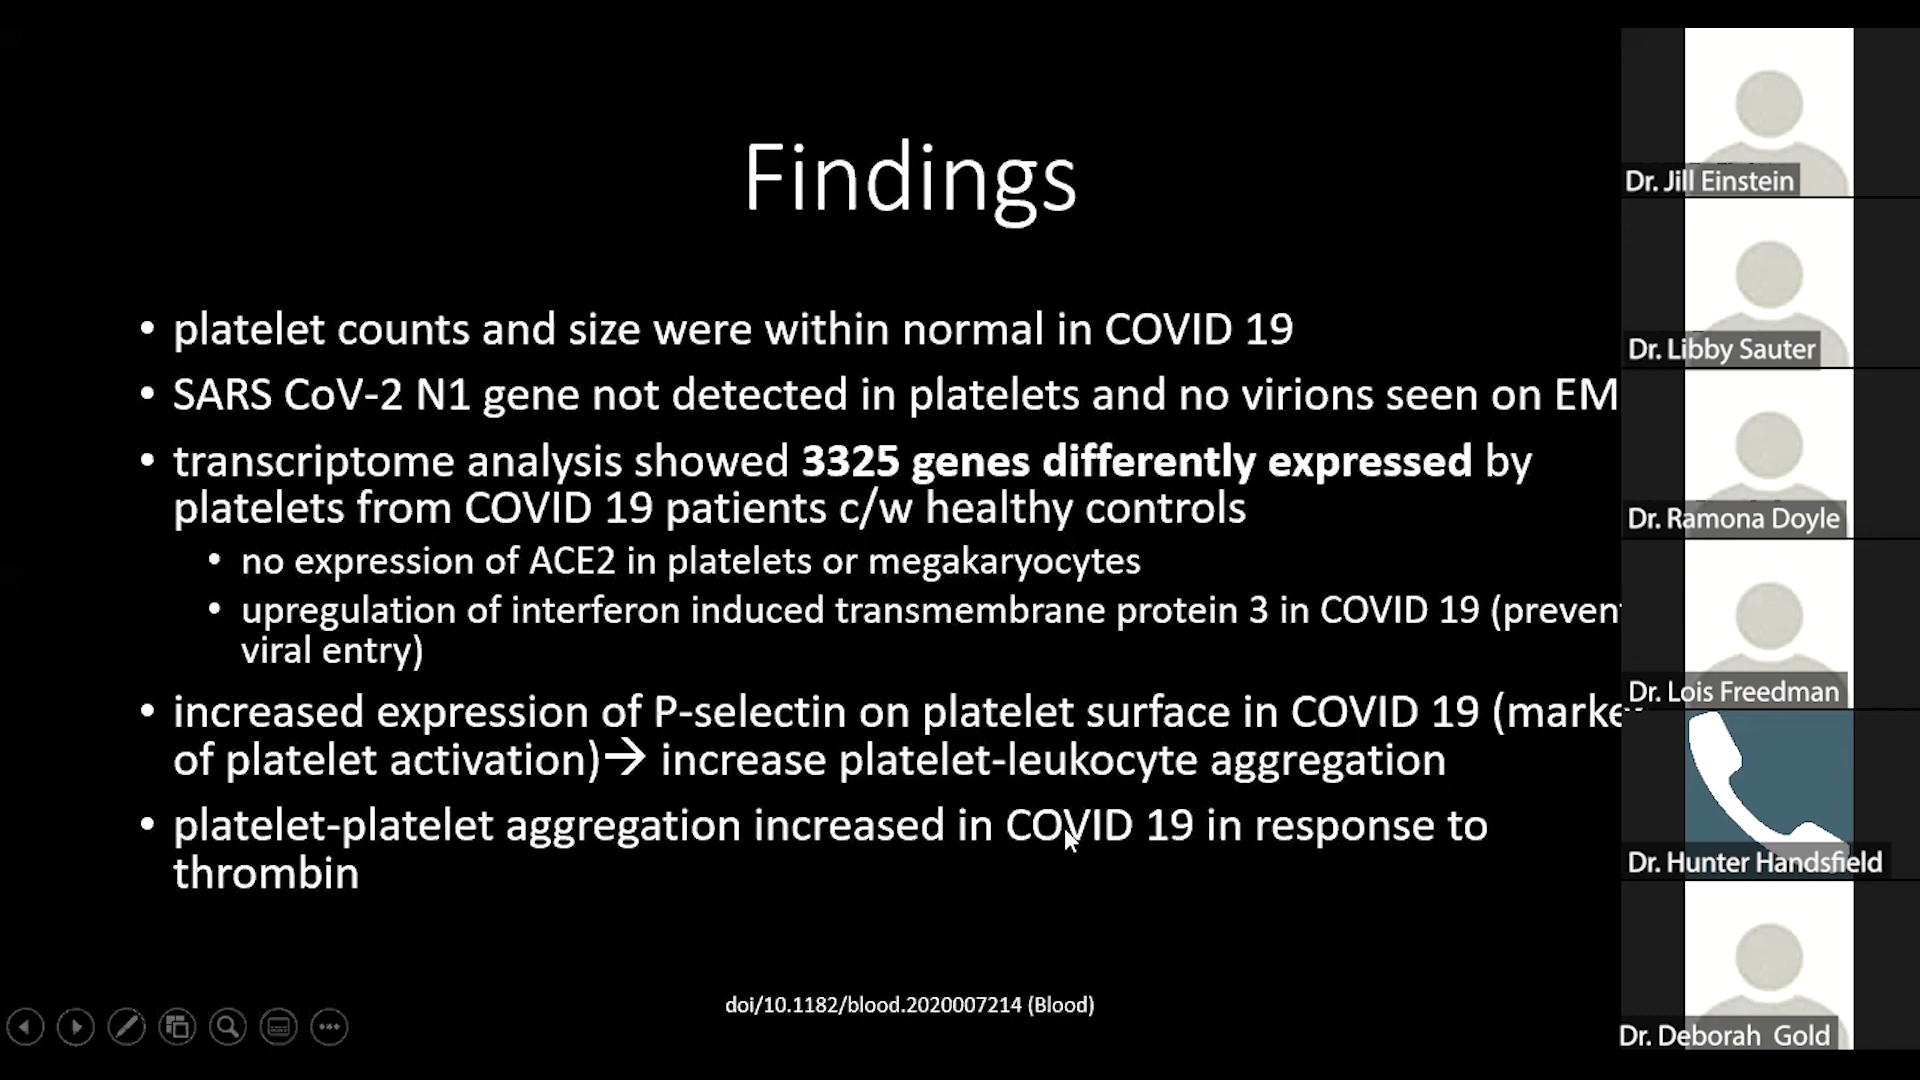 Findings
• platelet counts and size were within normal in COVID 19
• SARS CoV-2 N1 gene not detected in platelets and no virions seen on EM
• transcriptome analysis showed 3325 genes differently expressed by
platelets from COVID 19 patients c/w healthy controls
• no expression of ACE2 in platelets or megakaryocytes
• upregulation of interferon induced transmembrane protein 3 in COVID 19 (prevent
viral entry)
• increased expression of P-selectin on platelet surface in COVID 19 (marke
of platelet activation)→ increase platelet-leukocyte aggregation
• platelet-platelet aggregation increased in COVID 19 in response to
thrombin
doi/10.1182/blood.2020007214 (Blood)
Dr. Jill Einstein
Dr. Libby Sauter
Dr. Ramona Doyle
Dr. Lois Freedman
Dr. Hunter Handsfield
Dr. Deborah Gold